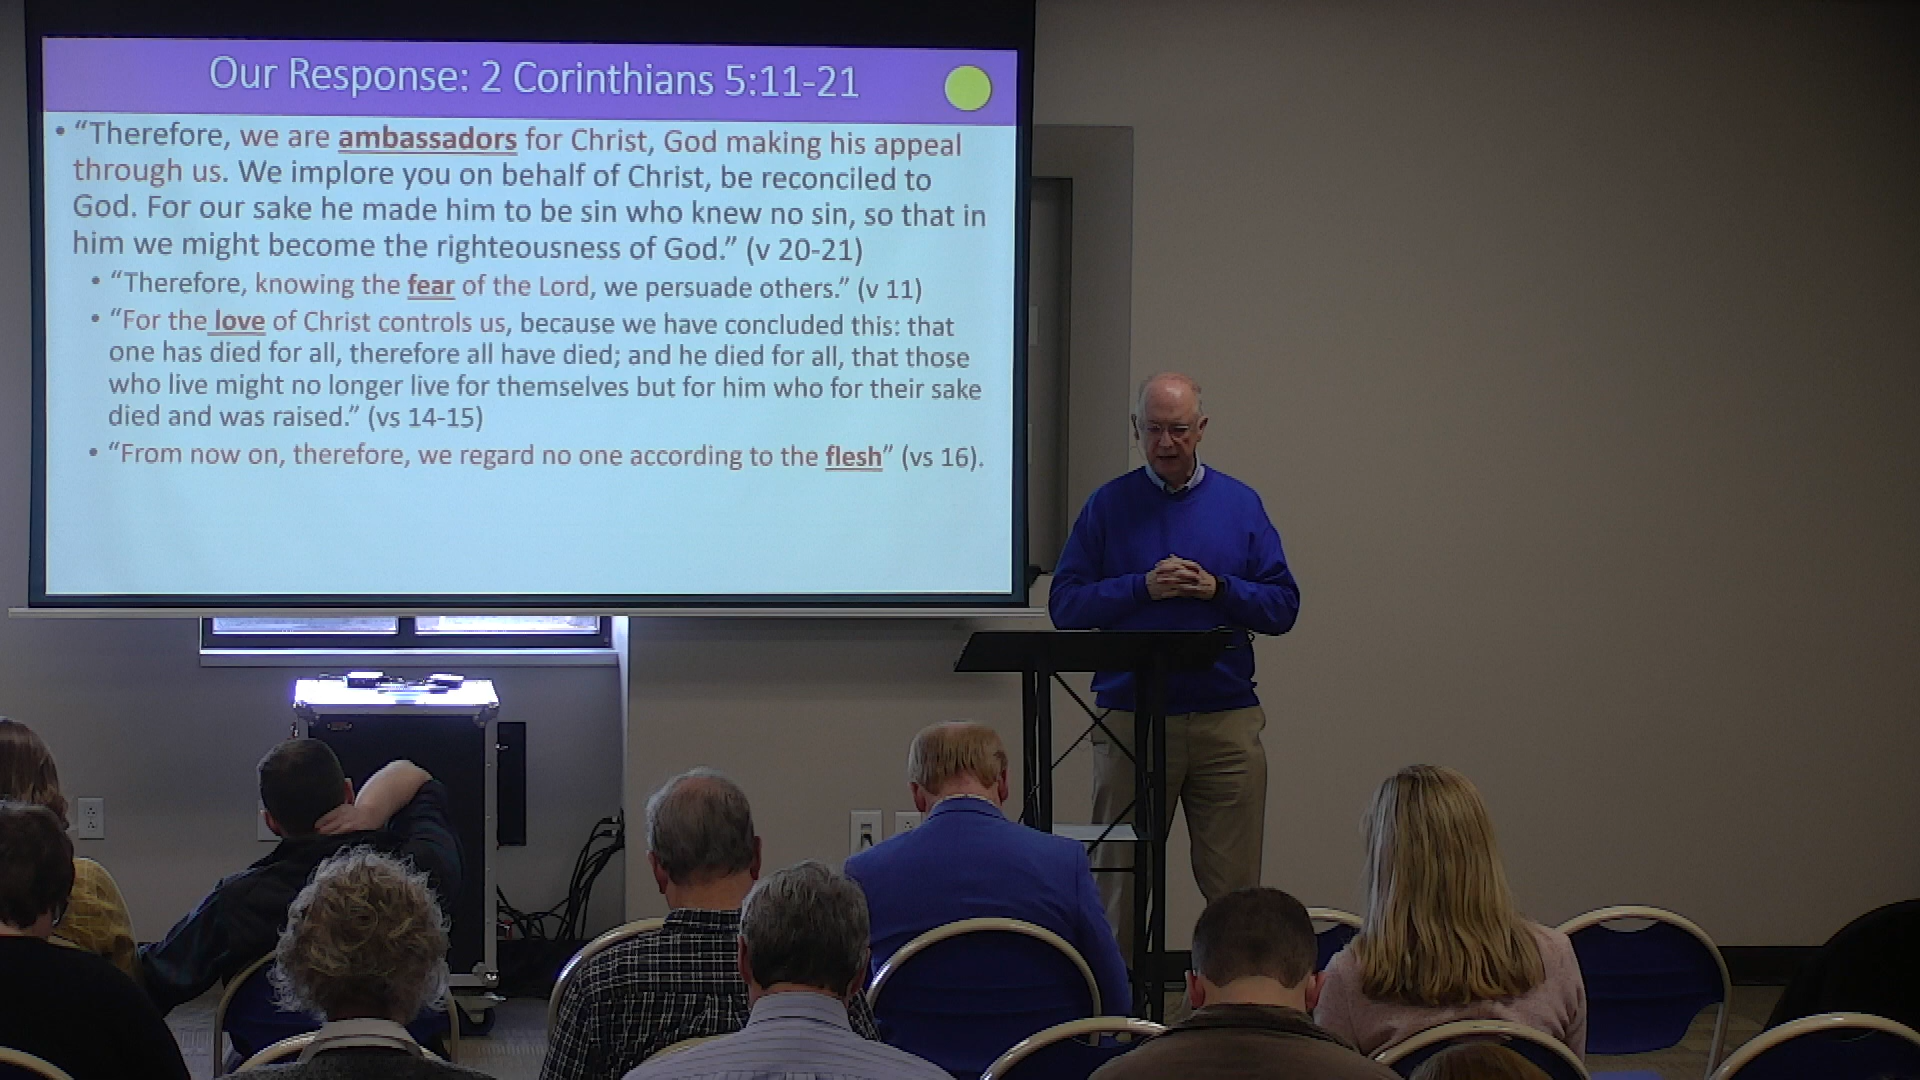 Our Response: 2 Corinthians 5:11-21
• “Therefore, we are ambassadors for Christ, God making his appeal
through us. We implore you on behalf of Christ, be reconciled to
God. For our sake he made him to be sin who knew no sin, so that in
him we might become the righteousness of God.” (v 20-21)
• “Therefore, knowing the fear of the Lord, we persuade others.” (v 11)
• “For the love of Christ controls us, because we have concluded this: that
one has died for all, therefore all have died; and he died for all, that those
who live might no longer live for themselves but for him who for their sake
died and was raised.” (vs 14-15)
• “From now on, therefore, we regard no one according to the flesh” (vs 16).